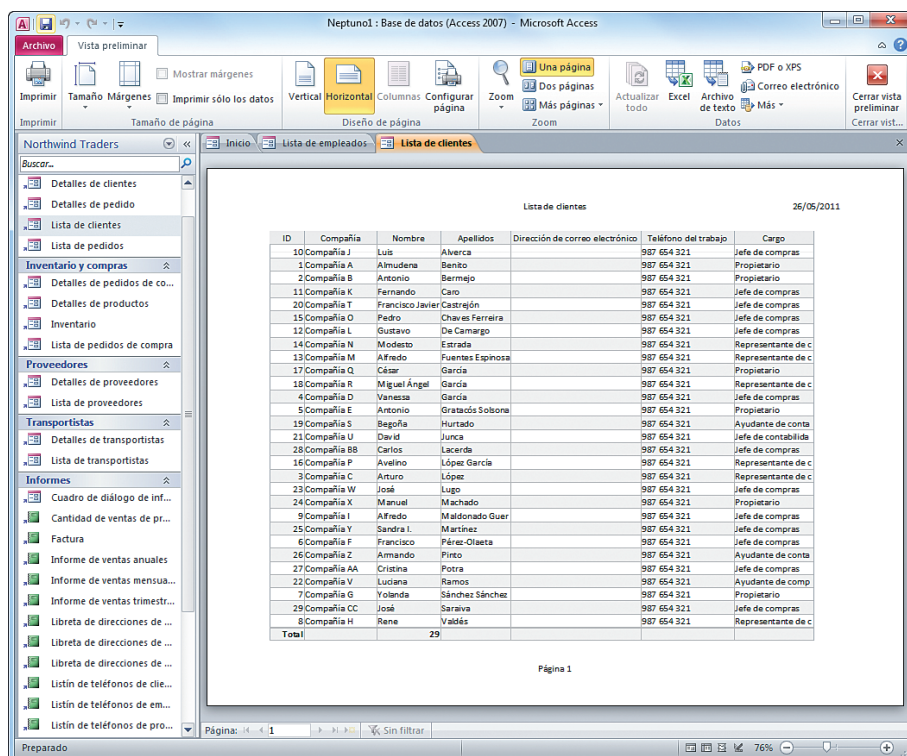 Neptuno1 : Base de datos (Access 2007) - Microsoft Access
Archivo Vista preliminar
Imprimir Tamaño Márgenes Mostrar márgenes Imprimir sólo los datos Vertical Horizontal Columnas Configurar página Zoom Una página Dos páginas Más páginas Actualizar todo Excel Archivo de texto PDF o XPS Correo electrónico Más Cerrar vista preliminar
Imprimir Tamaño de página Diseño de página Zoom Datos Cerrar vist...
Northwind Traders
Buscar...
Detalles de clientes
Detalles de pedido
Lista de clientes
Lista de pedidos
Inventario y compras
Detalles de pedidos de co...
Detalles de productos
Inventario
Lista de pedidos de compra
Proveedores
Detalles de proveedores
Lista de proveedores
Transportistas
Detalles de transportistas
Lista de transportistas
Informes
Cuadro de diálogo de inf...
Cantidad de ventas de pr...
Factura
Informe de ventas anuales
Informe de ventas mensua...
Informe de ventas trimestr...
Libreta de direcciones de ...
Libreta de direcciones de ...
Libreta de direcciones de ...
Listín de teléfonos de clie...
Listín de teléfonos de em...
Listín de teléfonos de pro...
Inicio Lista de empleados Lista de clientes
Lista de clientes 26/05/2011
ID Compañía Nombre Apellidos Dirección de correo electrónico Teléfono del trabajo Cargo
10 Compañía J Luis Alverca 987 654 321 Jefe de compras
1 Compañía A Almudena Benito 987 654 321 Propietario
2 Compañía B Antonio Bermejo 987 654 321 Propietario
11 Compañía K Fernando Caro 987 654 321 Jefe de compras
20 Compañía T Francisco Javier Castrejón 987 654 321 Jefe de compras
15 Compañía O Pedro Chaves Ferreira 987 654 321 Jefe de compras
12 Compañía L Gustavo De Camargo 987 654 321 Jefe de compras
14 Compañía N Modesto Estrada 987 654 321 Representante de c
13 Compañía M Alfredo Fuentes Espinosa 987 654 321 Representante de c
17 Compañía Q César García 987 654 321 Propietario
18 Compañía R Miguel Ángel García 987 654 321 Representante de c
4 Compañía D Vanessa García 987 654 321 Jefe de compras
5 Compañía E Antonio Gratacós Solsona 987 654 321 Propietario
19 Compañía S Begoña Hurtado 987 654 321 Ayudante de conta
21 Compañía U David Junca 987 654 321 Jefe de contabilida
28 Compañía BB Carlos Lacerda 987 654 321 Jefe de compras
16 Compañía P Avelino López García 987 654 321 Representante de c
3 Compañía C Arturo López 987 654 321 Representante de c
23 Compañía W José Lugo 987 654 321 Jefe de compras
24 Compañía X Manuel Machado 987 654 321 Propietario
9 Compañía I Alfredo Maldonado Guer 987 654 321 Jefe de compras
25 Compañía Y Sandra I. Martínez 987 654 321 Jefe de compras
6 Compañía F Francisco Pérez-Olaeta 987 654 321 Jefe de compras
26 Compañía Z Armando Pinto 987 654 321 Ayudante de conta
27 Compañía AA Cristina Potra 987 654 321 Jefe de compras
22 Compañía V Luciana Ramos 987 654 321 Ayudante de comp
7 Compañía G Yolanda Sánchez Sánchez 987 654 321 Propietario
29 Compañía CC José Saraiva 987 654 321 Jefe de compras
8 Compañía H Rene Valdés 987 654 321 Representante de c
Total 29
Página 1
Página: 1 Sin filtrar
Preparado 76%